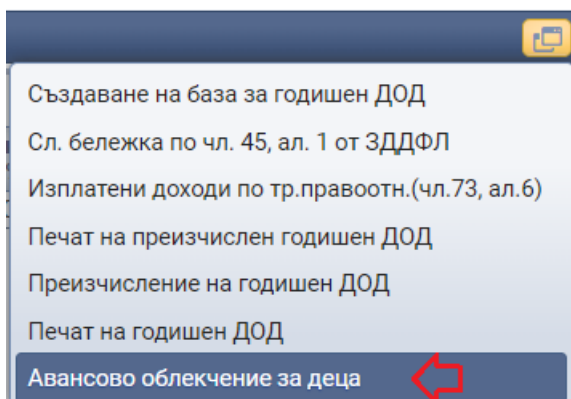 Създаване на база за годишен ДОД
Сл. бележка по чл. 45, ал. 1 от ЗДДФЛ
Изплатени доходи по тр.правоотн.(чл.73, ал.6)
Печат на преизчислен годишен ДОД
Преизчисление на годишен ДОД
Печат на годишен ДОД
Авансово облекчение за деца